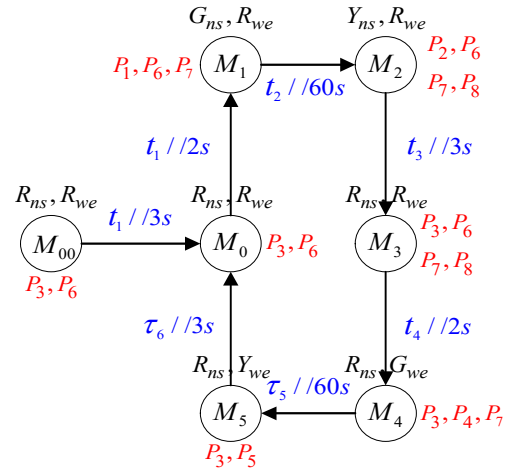 G_ns, R_we
Y_ns, R_we
P_1, P_6, P_7
M_1
M_2
P_2, P_6
P_7, P_8
t_2 //60s
t_1 //2s
t_3 //3s
R_ns, R_we
R_ns, R_we
R_ns, R_we
t_1 //3s
M_00
M_0
P_3, P_6
M_3
P_3, P_6
P_7, P_8
P_3, P_6
τ_6 //3s
t_4 //2s
R_ns, Y_we
R_ns, G_we
τ_5 //60s
M_5
M_4
P_3, P_4, P_7
P_3, P_5